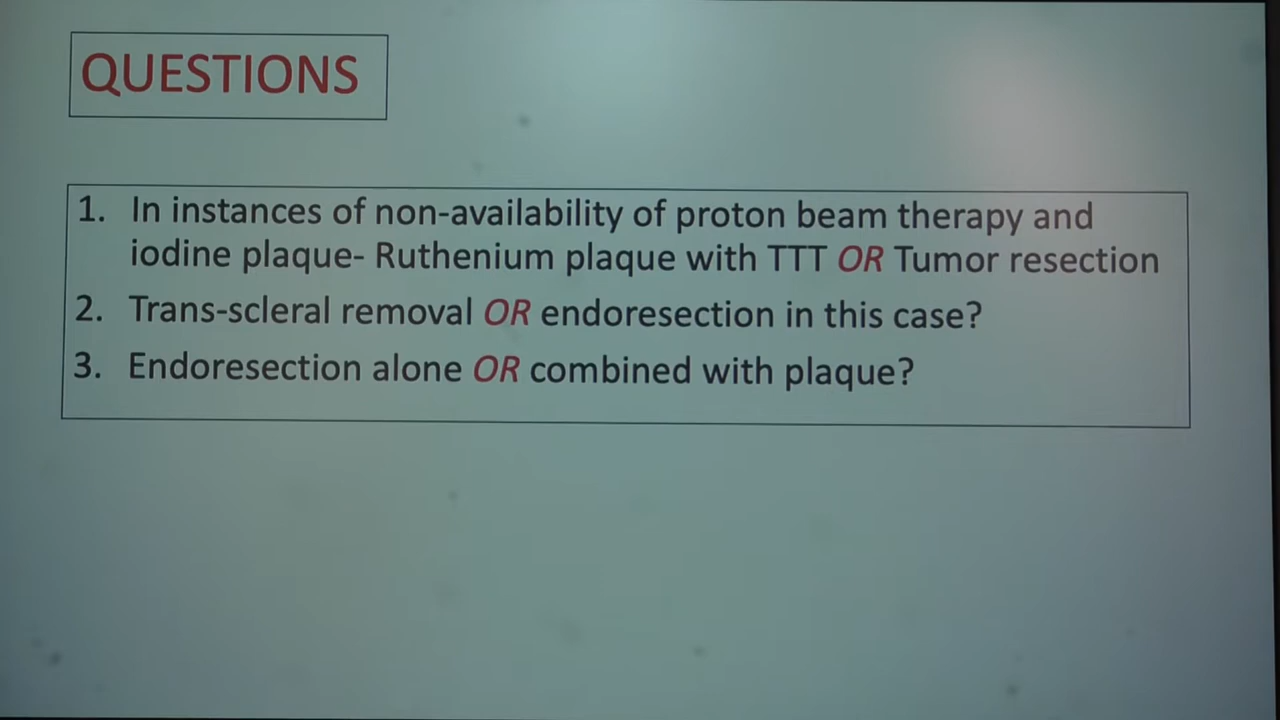 QUESTIONS
1. In instances of non-availability of proton beam therapy and
iodine plaque- Ruthenium plaque with TTT OR Tumor resection
2. Trans-scleral removal OR endoresection in this case?
3. Endoresection alone OR combined with plaque?